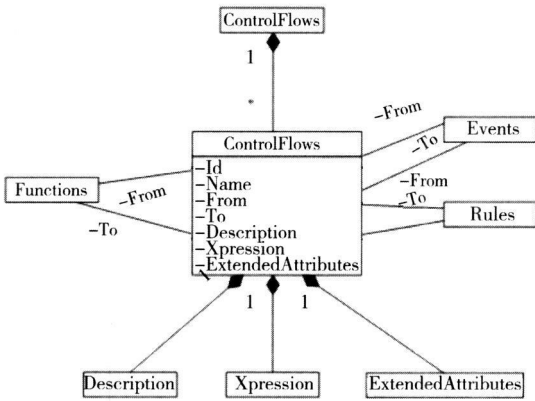 ControlFlows
1
*
–From
Events
–To
ControlFlows
–Id
–Name
–From
–To
–Description
–Xpression
–ExtendedAttributes
Functions
–From
–To
–From
–To
Rules
1
1
Description
Xpression
ExtendedAttributes